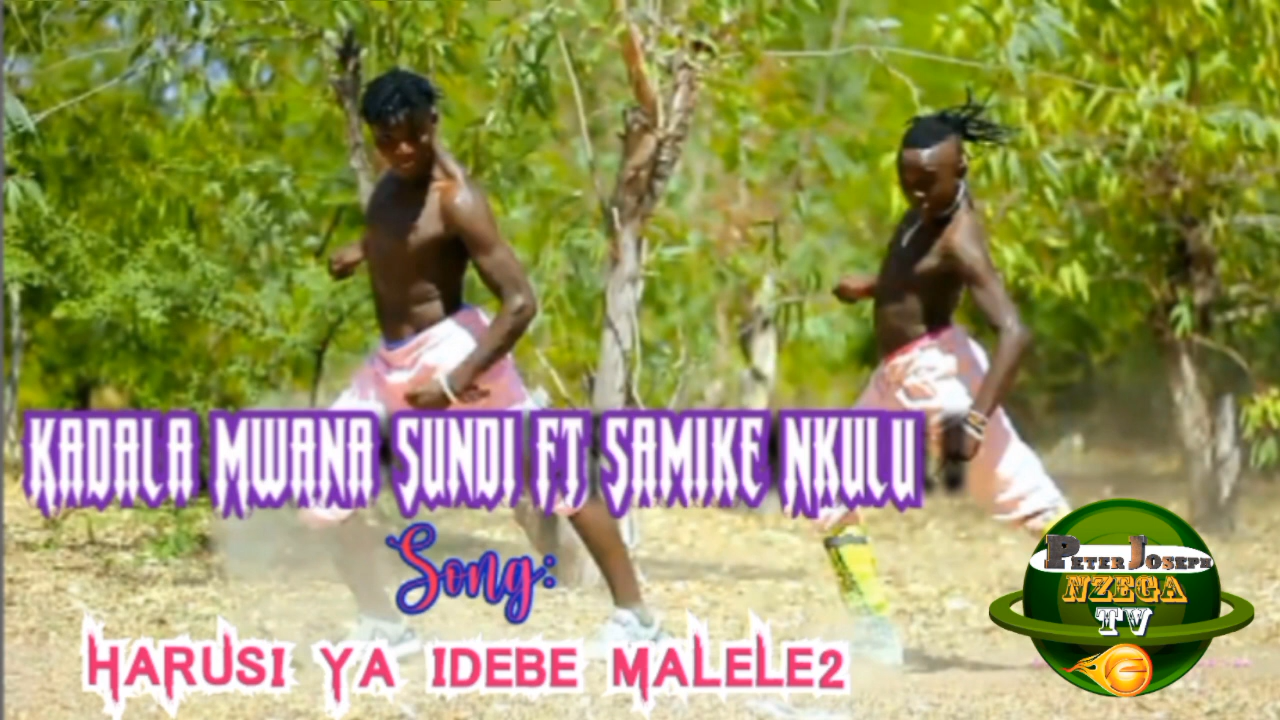 KADALA MWANA SUNDI FT SAMIKE NKULU
Song:
HARUSI YA IDEBE MALELE2
PETER JOSEPH
NZEGA
TV